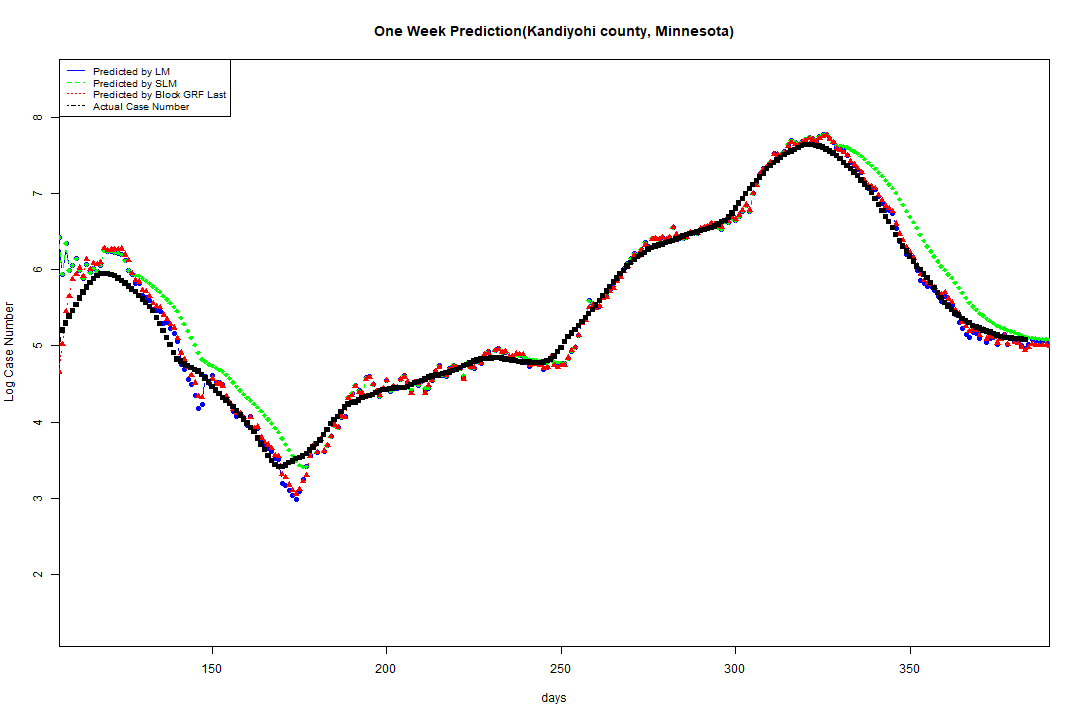 One Week Prediction(Kandiyohi county, Minnesota)
Predicted by LM
Predicted by SLM
Predicted by Block GRF Last
Actual Case Number
Log Case Number
8
7
6
5
4
3
2
150 200 250 300 350
days